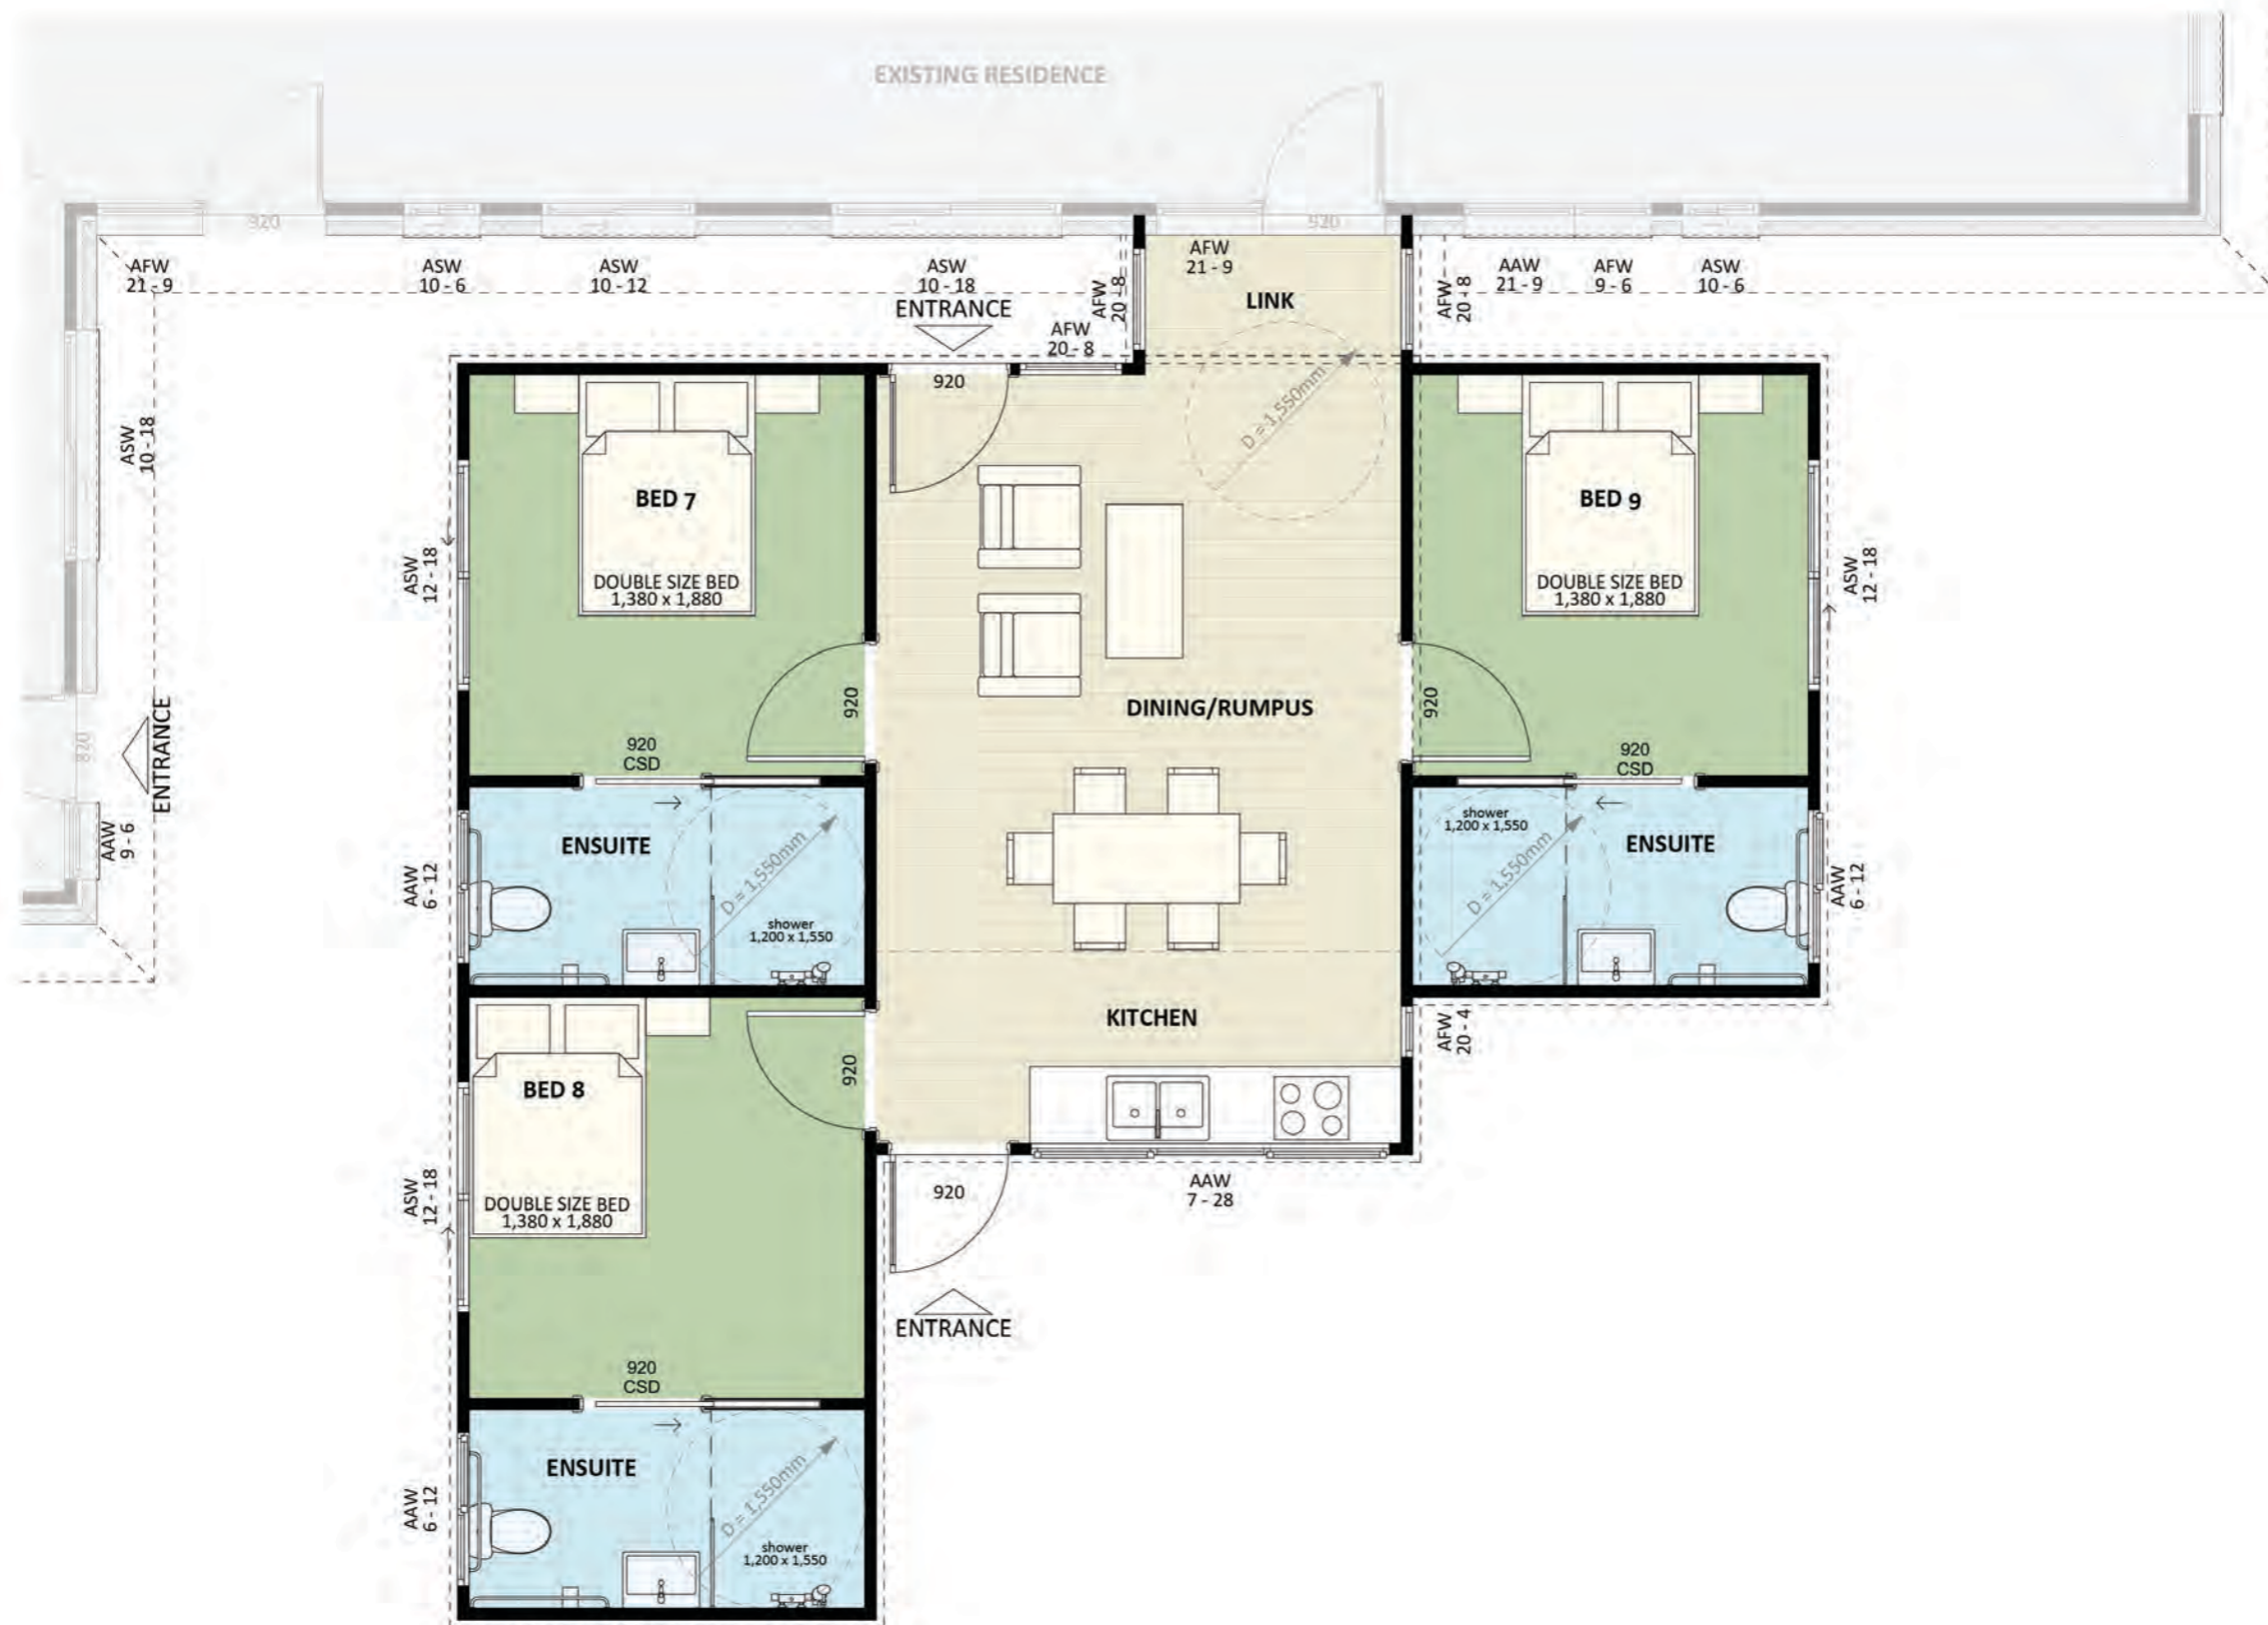 EXISTING RESIDENCE
920
920
AFW
21 - 9
ASW
10 - 6
ASW
10 - 12
ASW
10 - 18
ENTRANCE
AFW
20 - 8
AFW
20 - 8
AFW
21 - 9
LINK
AFW
20 - 8
AAW
21 - 9
AFW
9 - 6
ASW
10 - 6
920
D = 1,550mm
ASW
10 - 18
BED 7
DOUBLE SIZE BED
1,380 x 1,880
ASW
12 - 18
BED 9
DOUBLE SIZE BED
1,380 x 1,880
ASW
12 - 18
920
DINING/RUMPUS
920
920
CSD
920
CSD
920
ENTRANCE
AAW
9 - 6
ENSUITE
D = 1,550mm
shower
1,200 x 1,550
AAW
6 - 12
shower
1,200 x 1,550
D = 1,550mm
ENSUITE
AAW
6 - 12
KITCHEN
AFW
20 - 4
920
BED 8
DOUBLE SIZE BED
1,380 x 1,880
ASW
12 - 18
920
AAW
7 - 28
ENTRANCE
920
CSD
ENSUITE
D = 1,550mm
shower
1,200 x 1,550
AAW
6 - 12